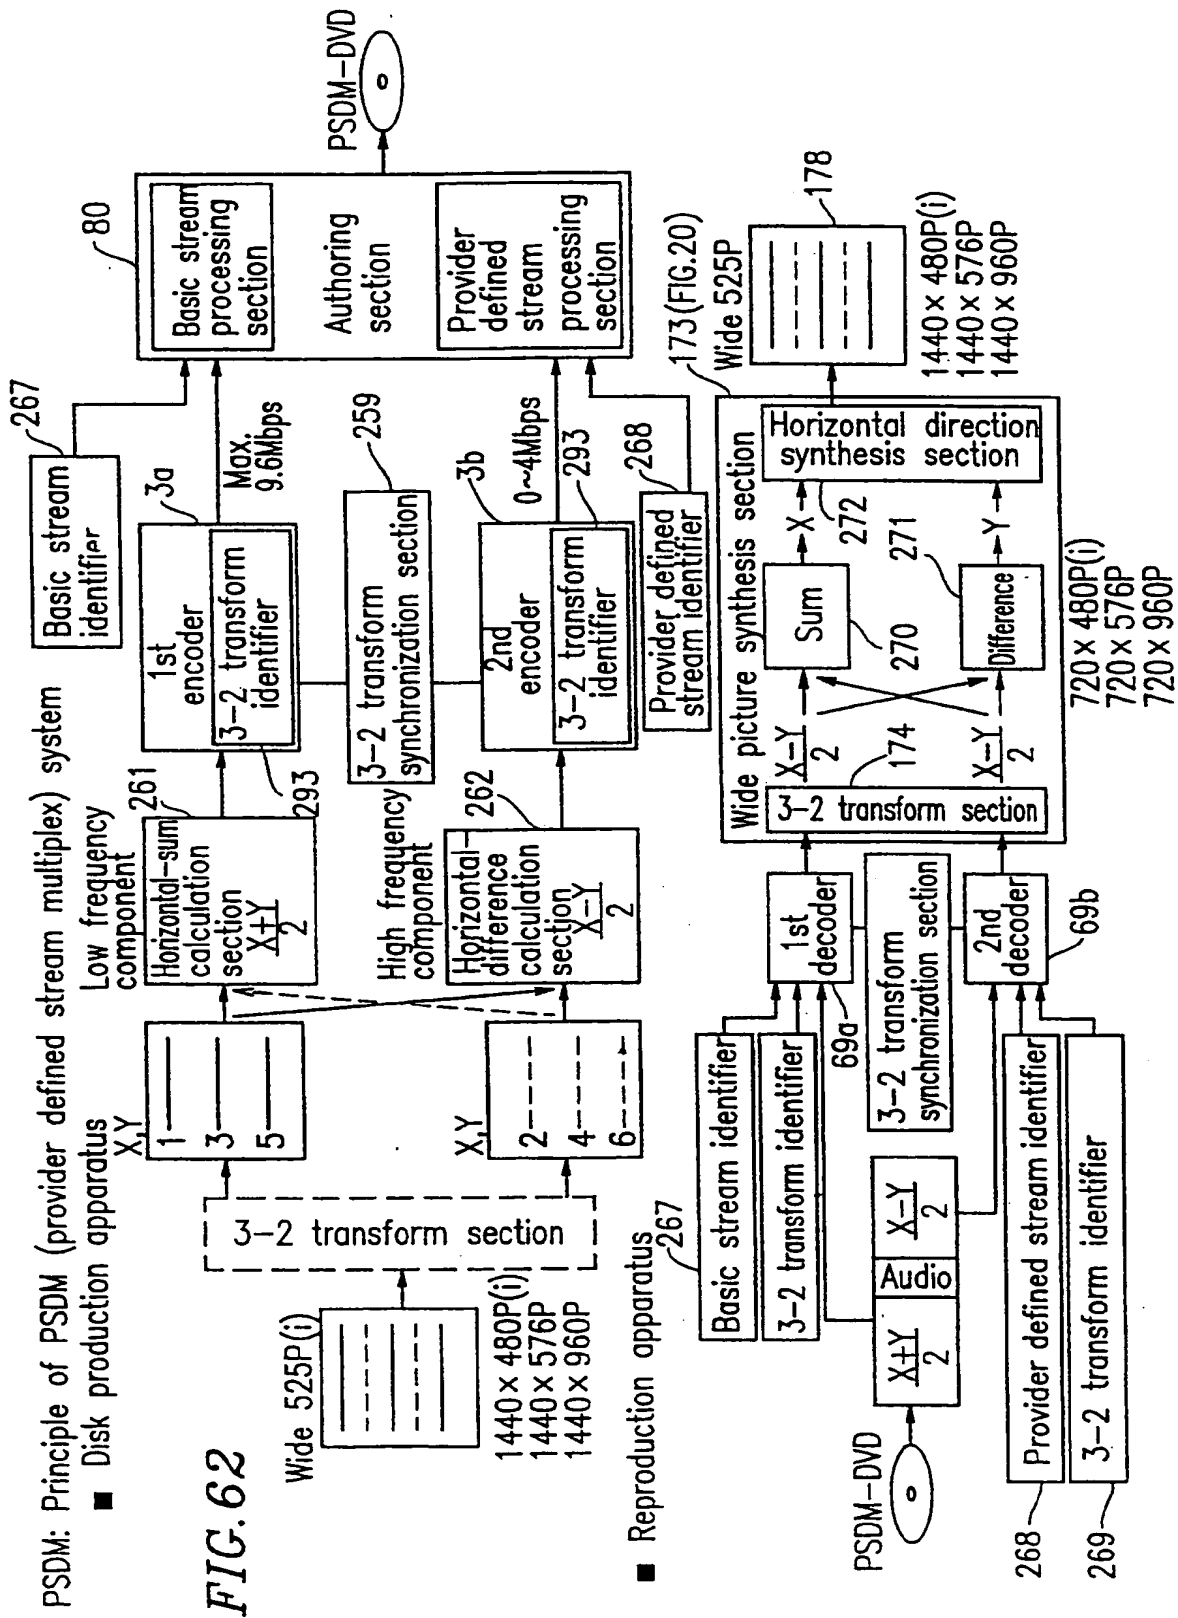 PSDM: Principle of PSDM (provider defined stream multiplex) system
■ Disk production apparatus
FIG.62
Wide 525P(i)
1440×480P(i)
1440×576P
1440×960P
3-2 transform section
X,Y
1
3
5
X,Y
2
4
6
Low frequency
component
261
Horizontal-sum
calculation
section
X+Y
2
High frequency
component
262
Horizontal-
difference
calculation
section
X-Y
2
293
1st
encoder
3-2 transform
identifier
3a
259
3-2 transform
synchronization section
2nd
encoder
3-2 transform
identifier
3b
293
Basic stream
identifier
267
Max.
9.6Mbps
0~4Mbps
268
Provider defined
stream identifier
80
Basic stream
processing
section
Authoring
section
Provider
defined
stream
processing
section
PSDM-DVD
■ Reproduction apparatus
PSDM-DVD
X+Y
2
Audio
X-Y
2
267
Basic stream identifier
3-2 transform identifier
268
Provider defined stream identifier
269
3-2 transform identifier
1st
decoder
69a
3-2 transform
synchronization section
2nd
decoder
69b
173(FIG.20)
Wide picture synthesis section
3-2 transform section
174
X-Y
2
X-Y
2
Sum
270
Difference
271
X
Y
272
Horizontal direction
synthesis section
720×480P(i)
720×576P
720×960P
Wide 525P
178
1440×480P(i)
1440×576P
1440×960P